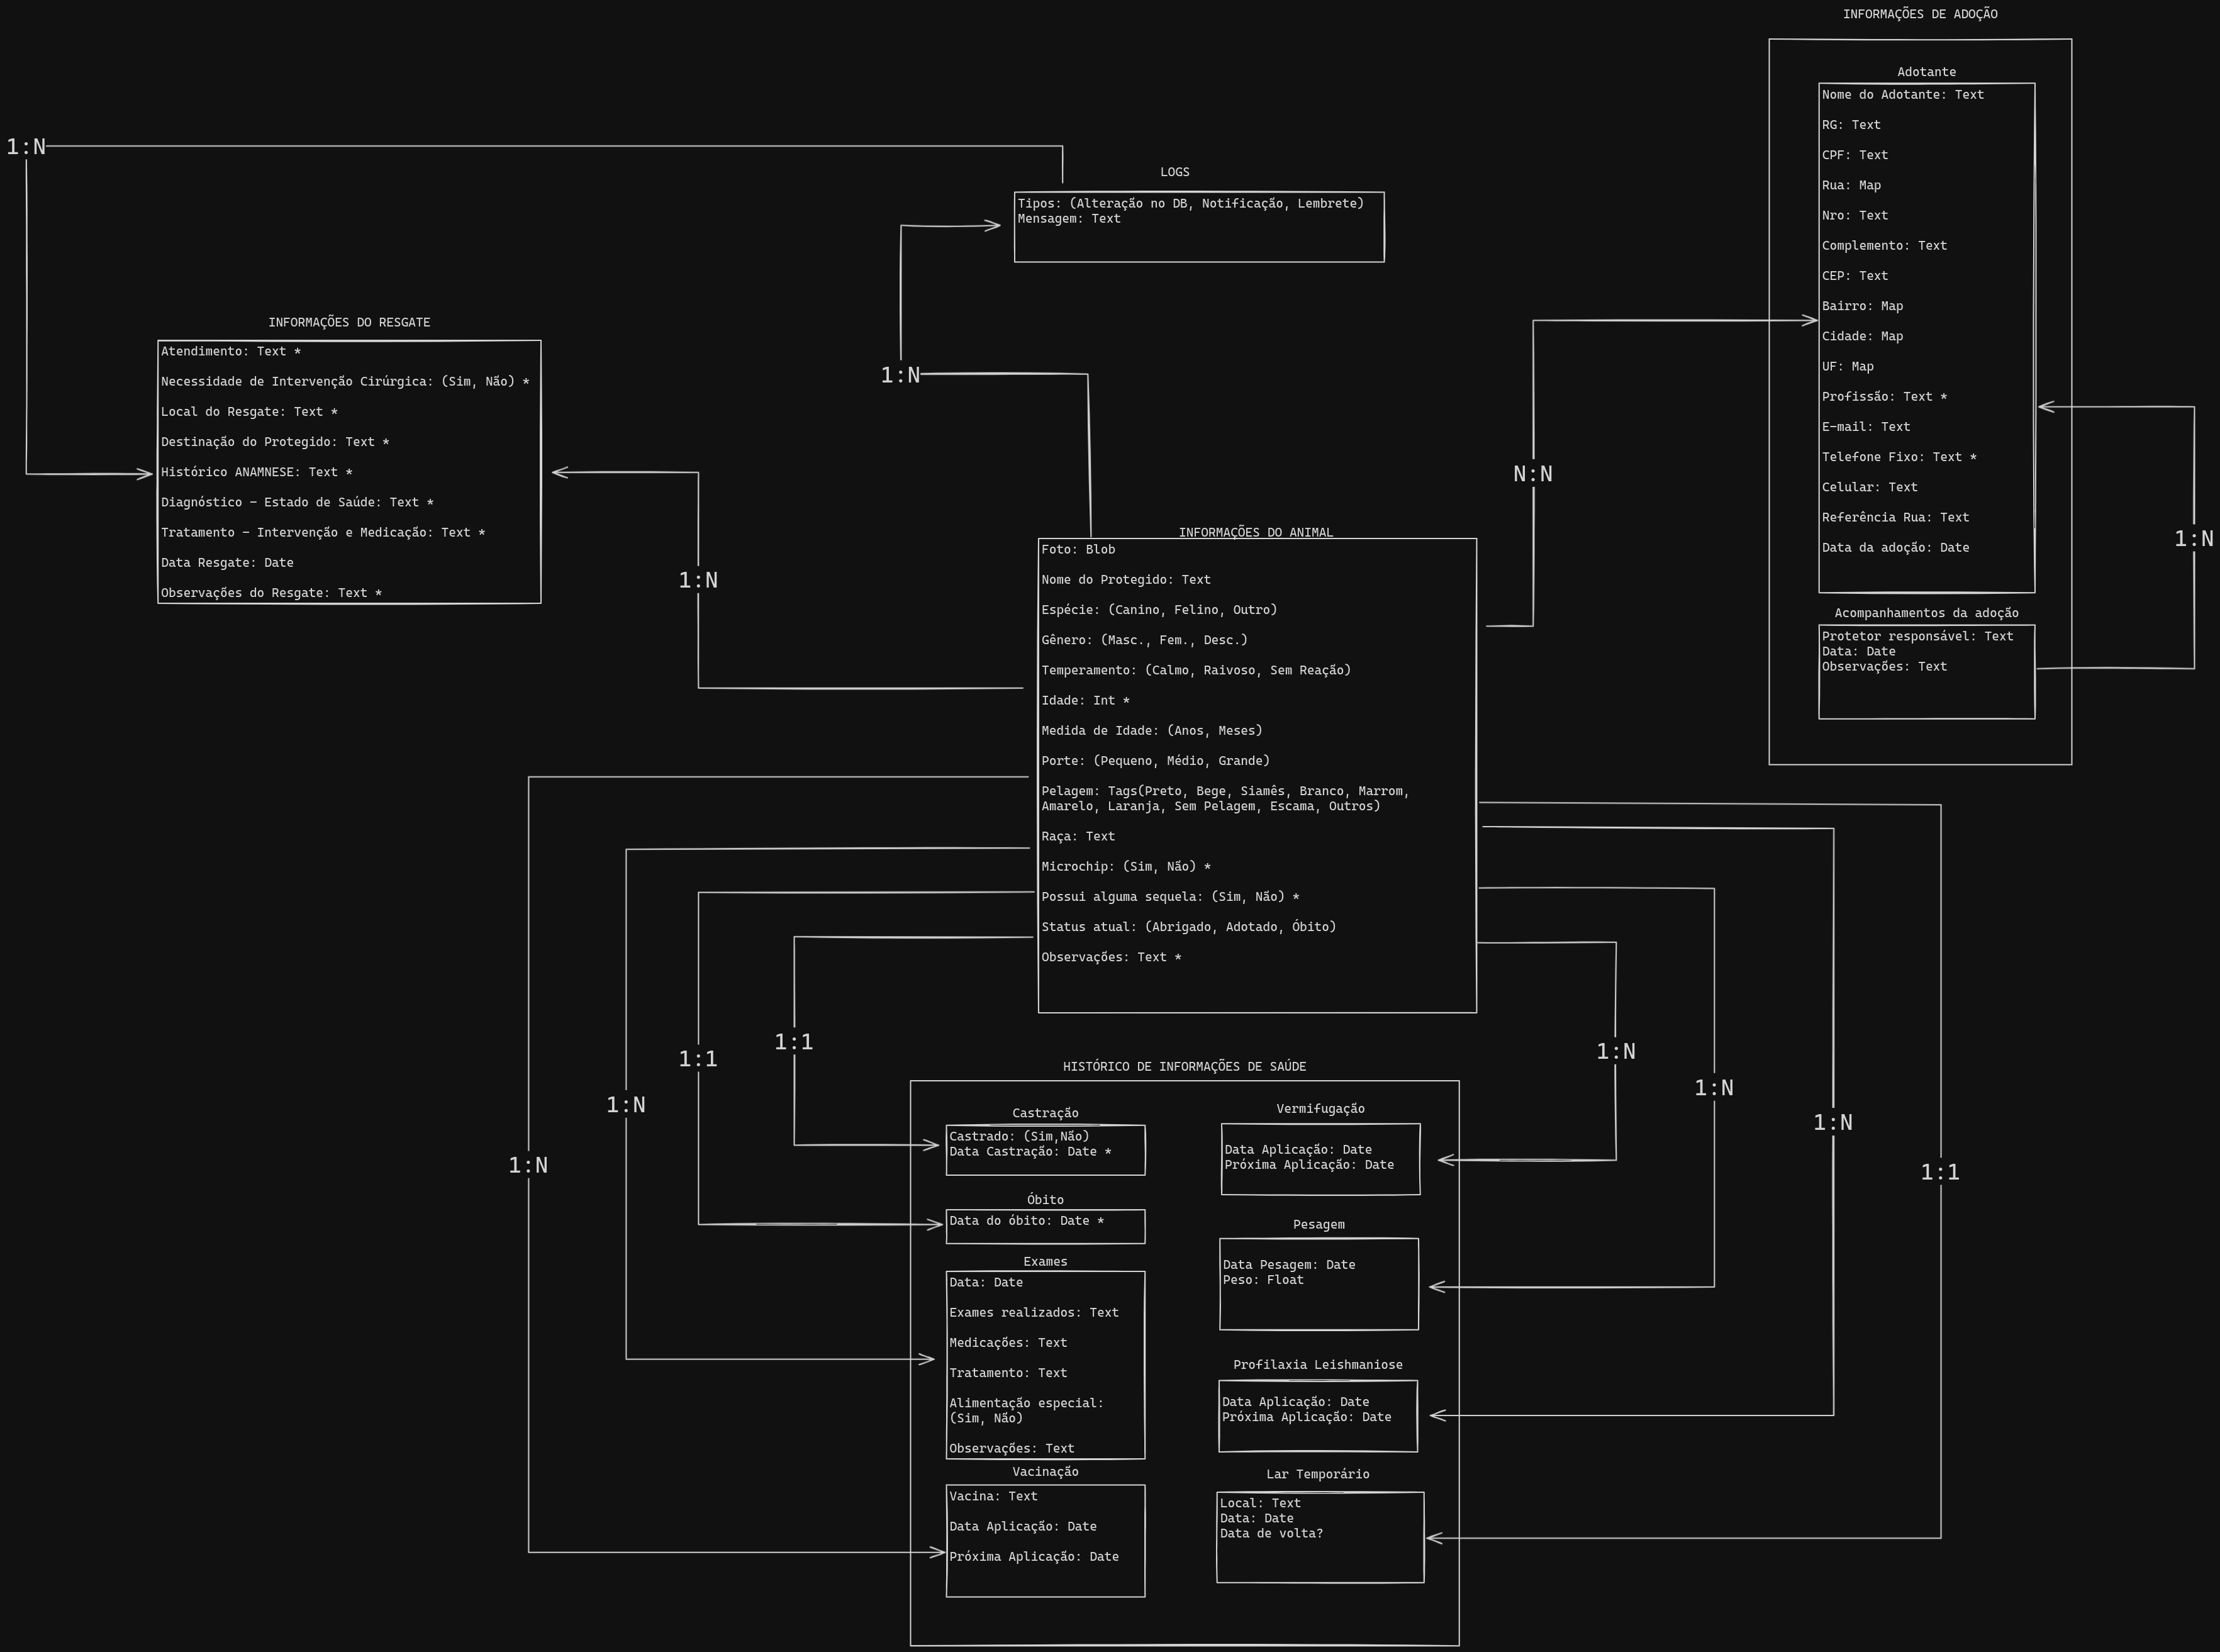 INFORMAÇÕES DE ADOÇÃO
Adotante
Nome do Adotante: Text
RG: Text
CPF: Text
Rua: Map
Nro: Text
Complemento: Text
CEP: Text
Bairro: Map
Cidade: Map
UF: Map
Profissão: Text *
E-mail: Text
Telefone Fixo: Text *
Celular: Text
Referência Rua: Text
Data da adoção: Date
Acompanhamentos da adoção
Protetor responsável: Text
Data: Date
Observações: Text
1:N
1:N
LOGS
Tipos: (Alteração no DB, Notificação, Lembrete)
Mensagem: Text
1:N
N:N
INFORMAÇÕES DO RESGATE
Atendimento: Text *
Necessidade de Intervenção Cirúrgica: (Sim, Não) *
Local do Resgate: Text *
Destinação do Protegido: Text *
Histórico ANAMNESE: Text *
Diagnóstico - Estado de Saúde: Text *
Tratamento - Intervenção e Medicação: Text *
Data Resgate: Date
Observações do Resgate: Text *
1:N
INFORMAÇÕES DO ANIMAL
Foto: Blob
Nome do Protegido: Text
Espécie: (Canino, Felino, Outro)
Gênero: (Masc., Fem., Desc.)
Temperamento: (Calmo, Raivoso, Sem Reação)
Idade: Int *
Medida de Idade: (Anos, Meses)
Porte: (Pequeno, Médio, Grande)
Pelagem: Tags(Preto, Bege, Siamês, Branco, Marrom,
Amarelo, Laranja, Sem Pelagem, Escama, Outros)
Raça: Text
Microchip: (Sim, Não) *
Possui alguma sequela: (Sim, Não) *
Status atual: (Abrigado, Adotado, Óbito)
Observações: Text *
1:N
1:N
1:1
1:1
1:N
1:N
1:N
1:1
HISTÓRICO DE INFORMAÇÕES DE SAÚDE
Castração
Castrado: (Sim,Não)
Data Castração: Date *
Óbito
Data do óbito: Date *
Exames
Data: Date
Exames realizados: Text
Medicações: Text
Tratamento: Text
Alimentação especial:
(Sim, Não)
Observações: Text
Vacinação
Vacina: Text
Data Aplicação: Date
Próxima Aplicação: Date
Vermifugação
Data Aplicação: Date
Próxima Aplicação: Date
Pesagem
Data Pesagem: Date
Peso: Float
Profilaxia Leishmaniose
Data Aplicação: Date
Próxima Aplicação: Date
Lar Temporário
Local: Text
Data: Date
Data de volta?